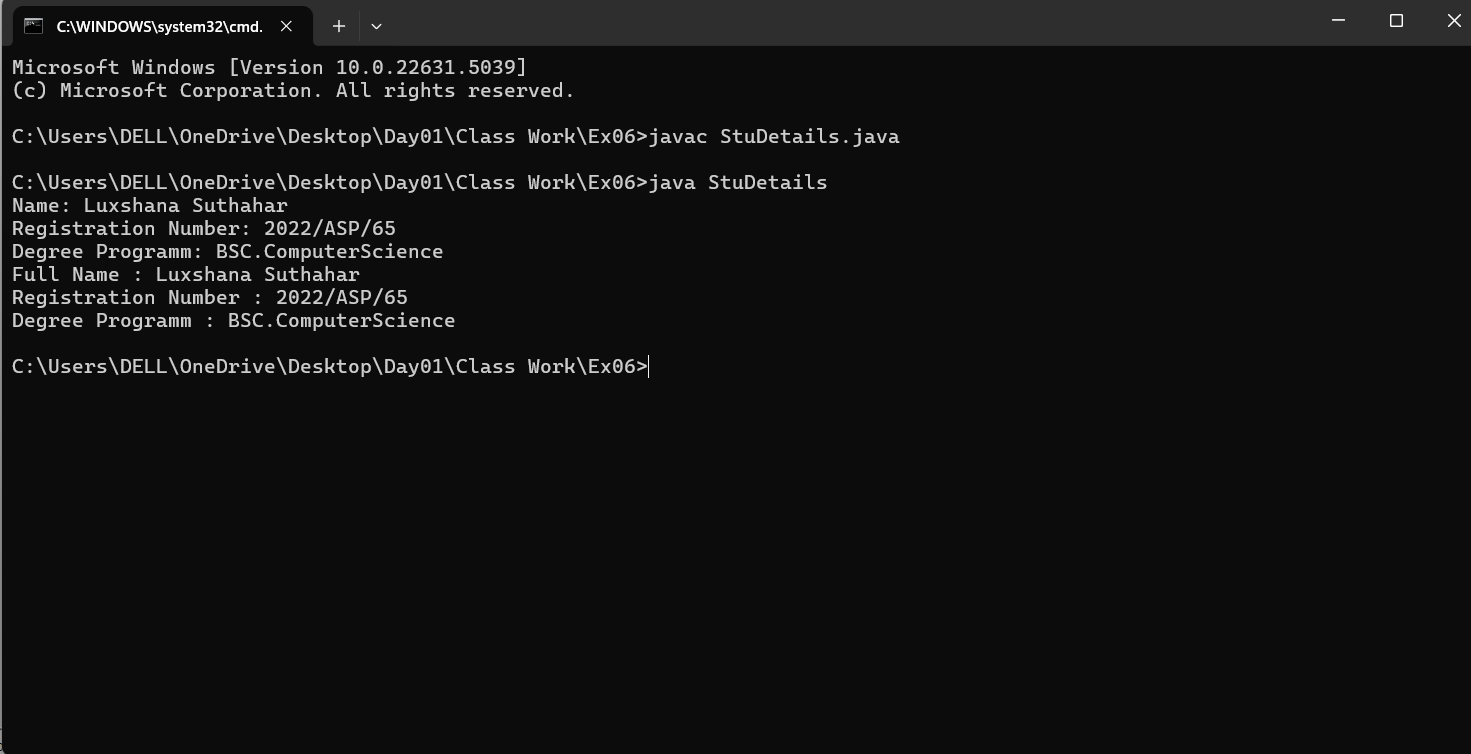 C:\WINDOWS\system32\cmd.
Microsoft Windows [Version 10.0.22631.5039]
(c) Microsoft Corporation. All rights reserved.
C:\Users\DELL\OneDrive\Desktop\Day01\Class Work\Ex06>javac StuDetails.java
C:\Users\DELL\OneDrive\Desktop\Day01\Class Work\Ex06>java StuDetails
Name: Luxshana Suthahar
Registration Number: 2022/ASP/65
Degree Programm: BSC.ComputerScience
Full Name : Luxshana Suthahar
Registration Number : 2022/ASP/65
Degree Programm : BSC.ComputerScience
C:\Users\DELL\OneDrive\Desktop\Day01\Class Work\Ex06>